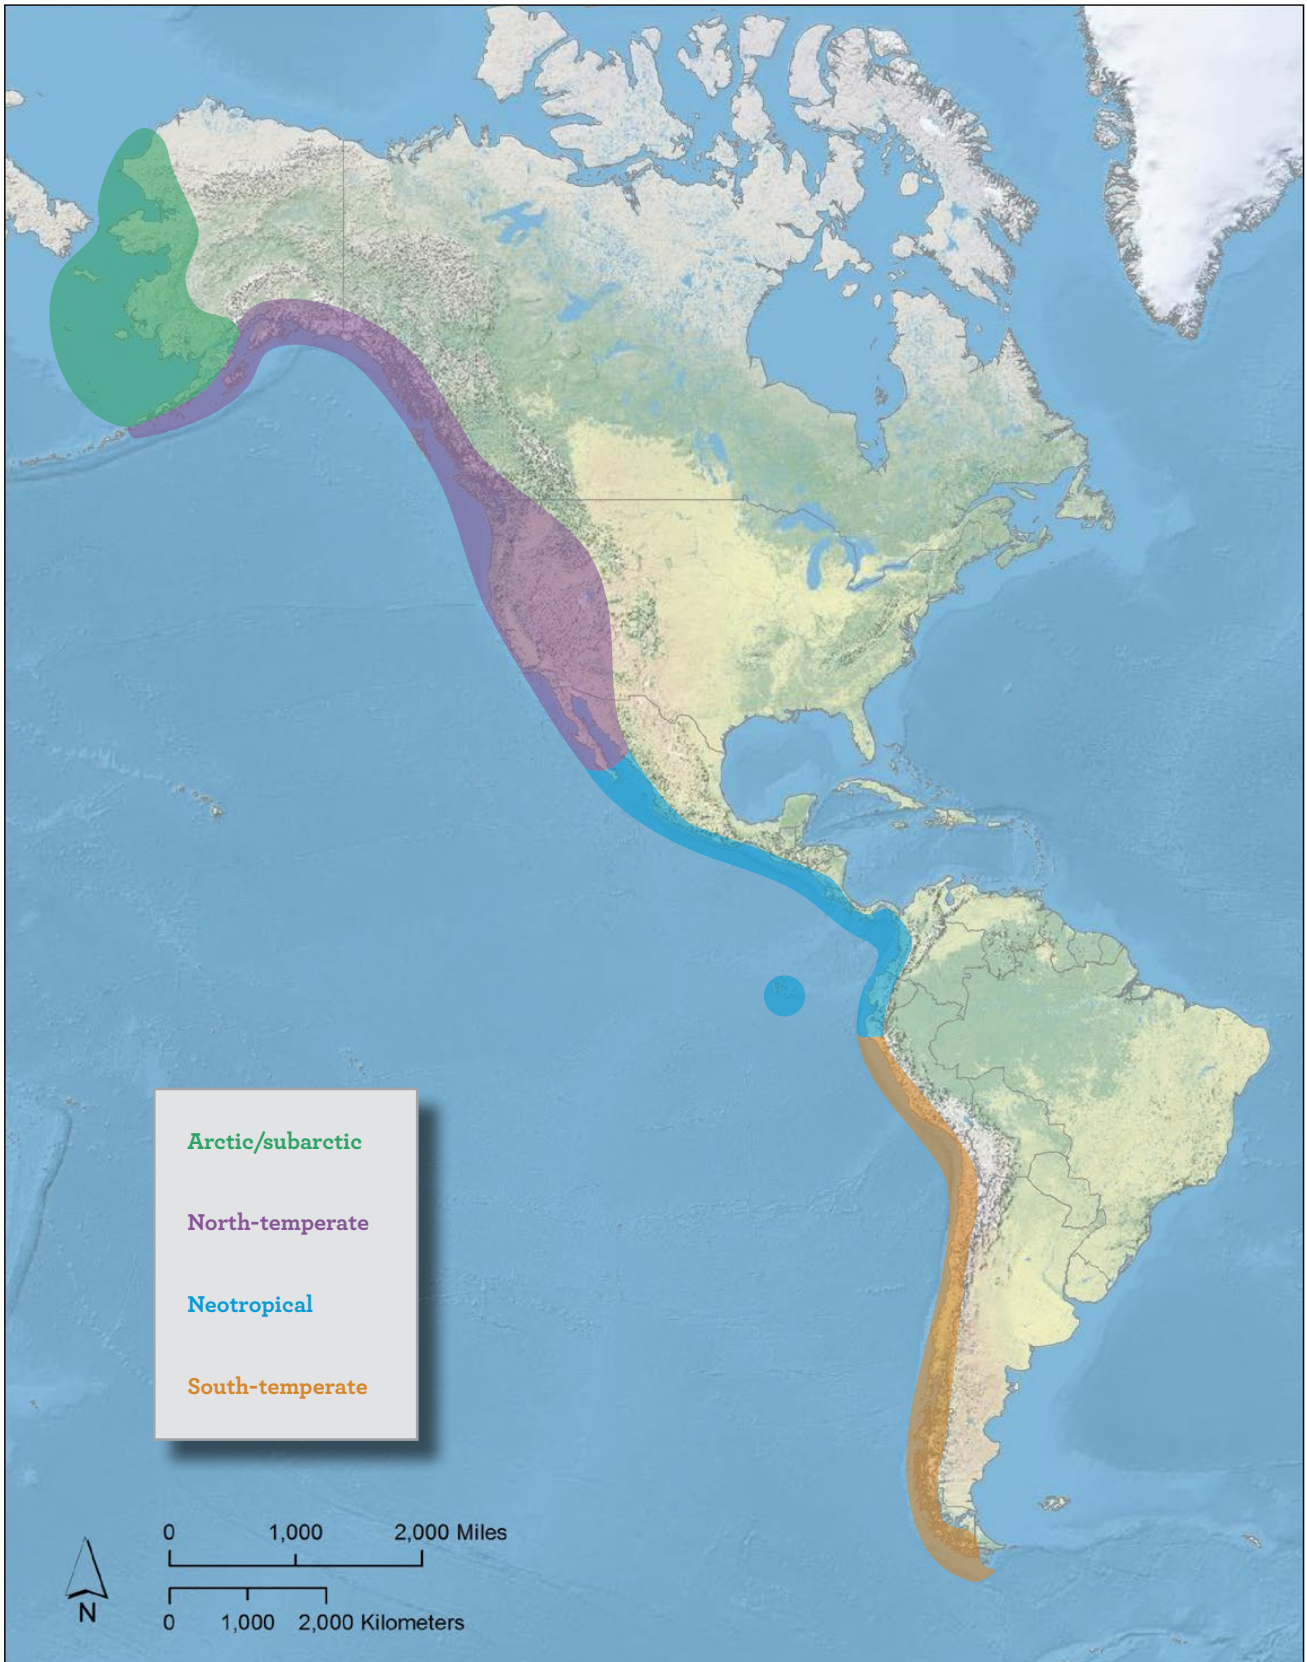 Arctic/subarctic
North-temperate
Neotropical
South-temperate
0 1,000 2,000 Miles
0 1,000 2,000 Kilometers
N